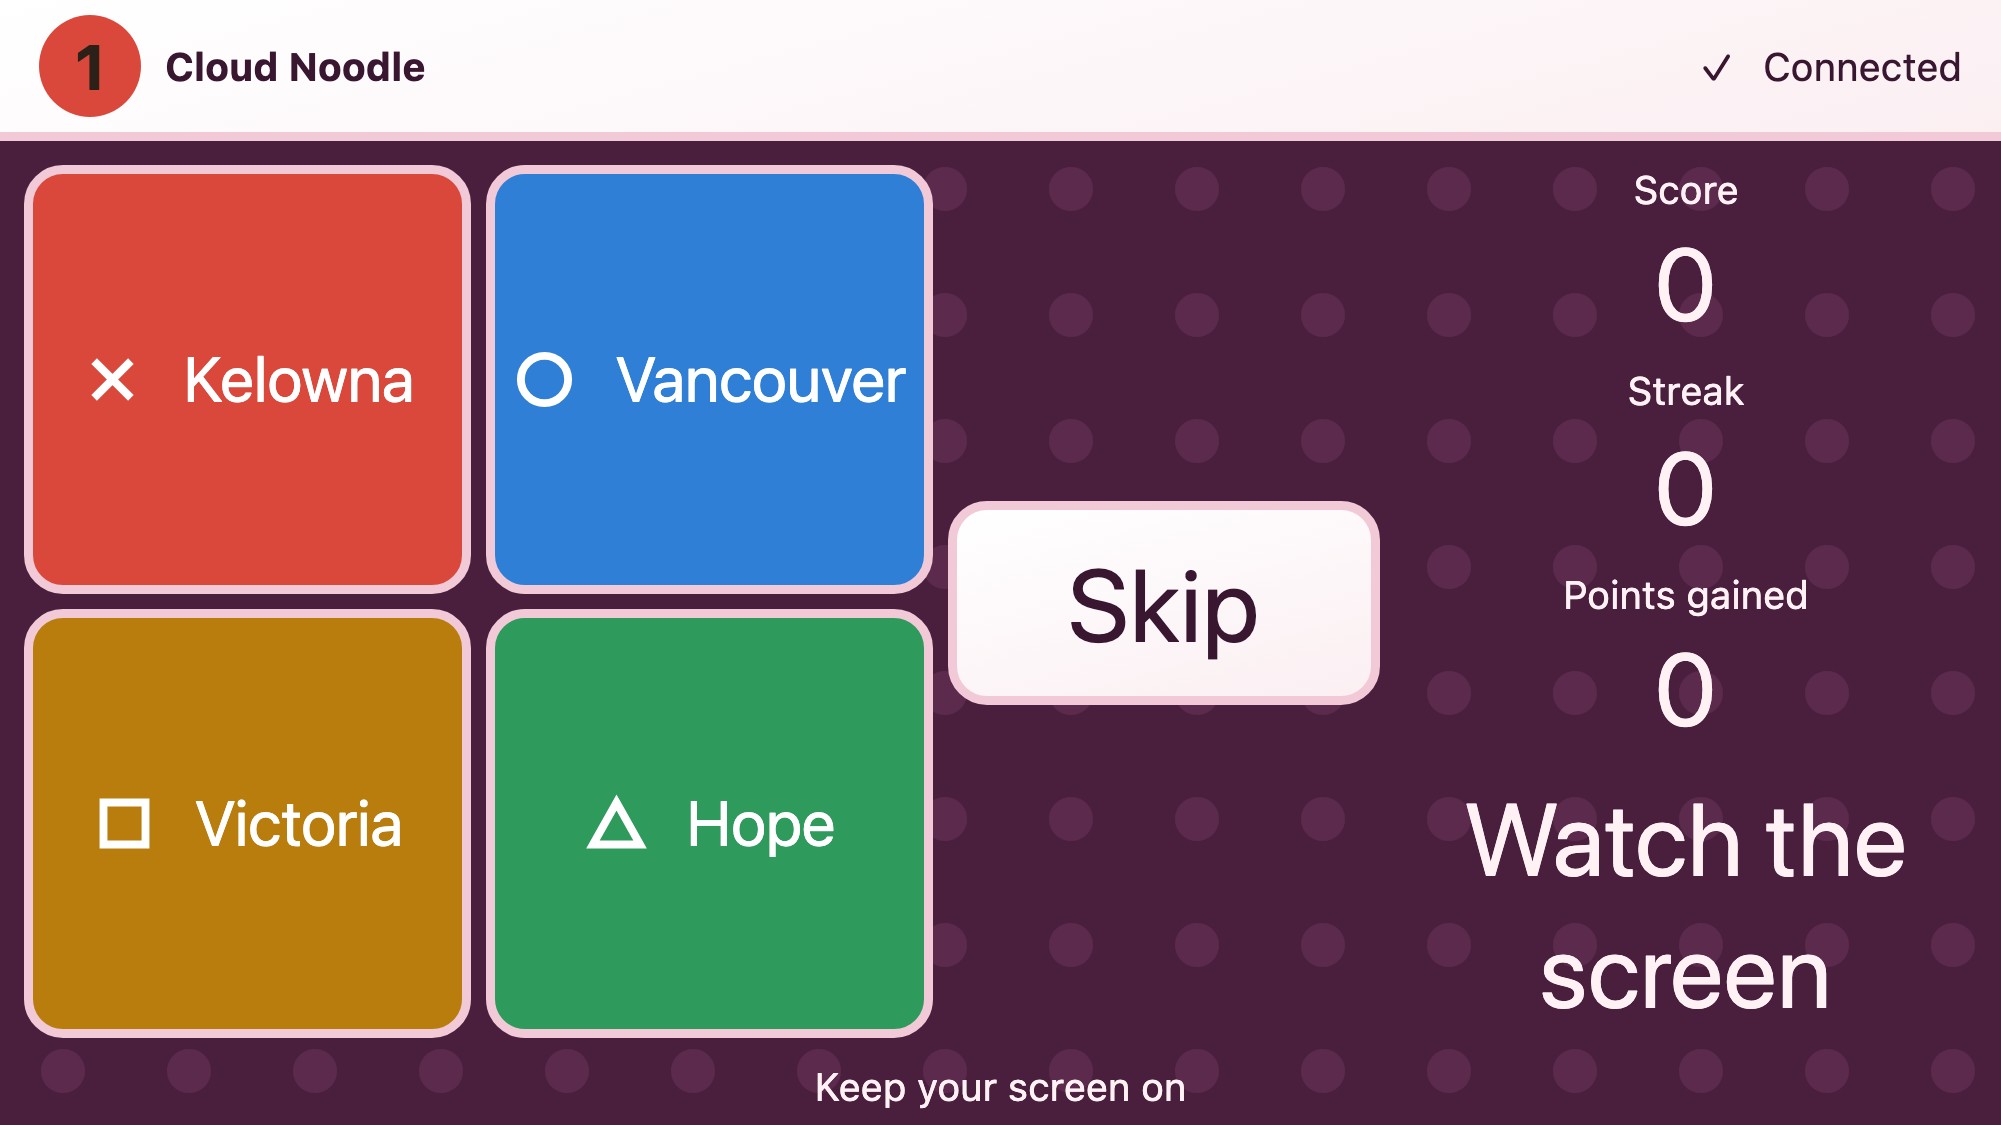 1
Cloud Noodle
✓ Connected
Kelowna
Vancouver
Victoria
Hope
Skip
Score
0
Streak
0
Points gained
0
Watch the
screen
Keep your screen on